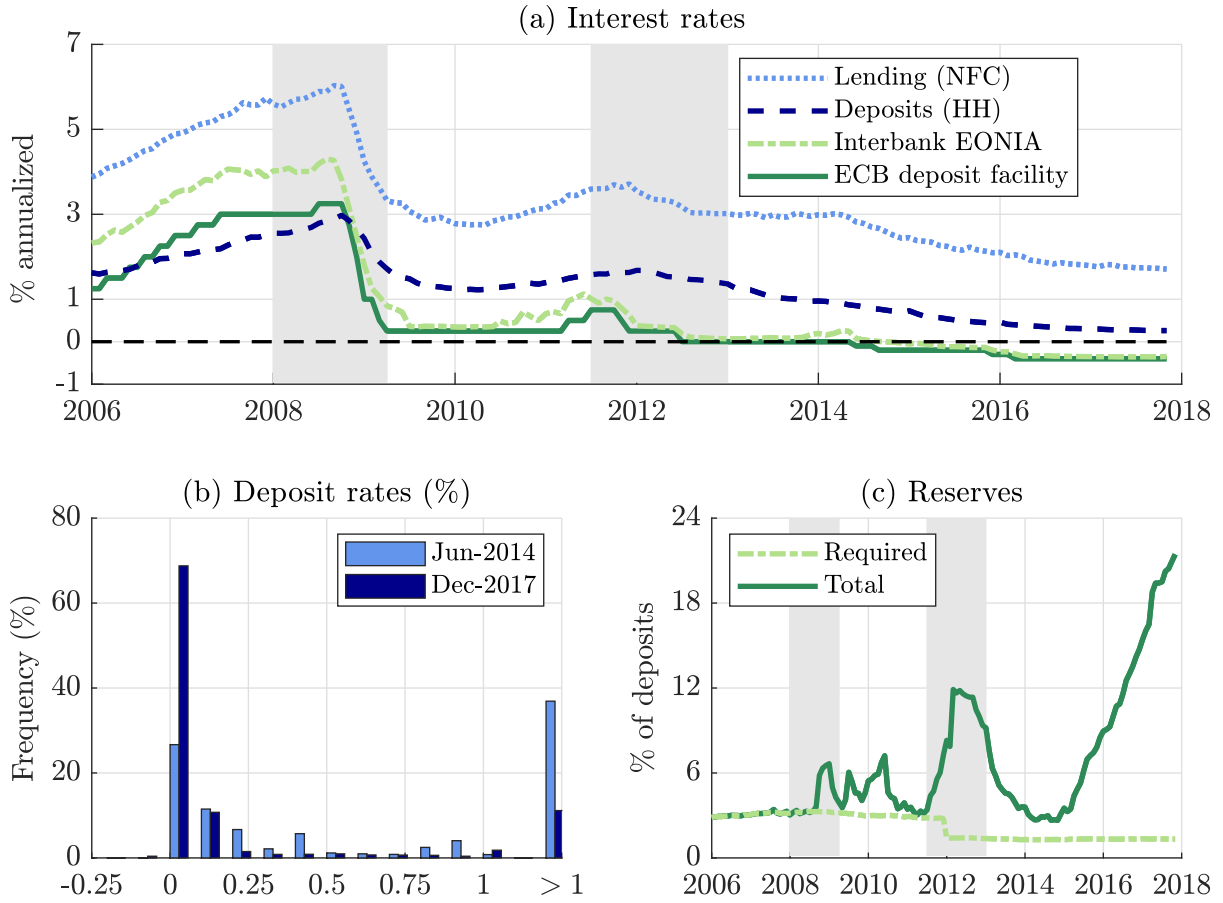 (a) Interest rates
7
5
3
1
0
-1
% annualized
Lending (NFC)
Deposits (HH)
Interbank EONIA
ECB deposit facility
2006 2008 2010 2012 2014 2016 2018
(b) Deposit rates (%)
80
60
40
20
0
Frequency (%)
Jun-2014
Dec-2017
-0.25 0 0.25 0.5 0.75 1 > 1
(c) Reserves
24
18
12
6
0
% of deposits
Required
Total
2006 2008 2010 2012 2014 2016 2018